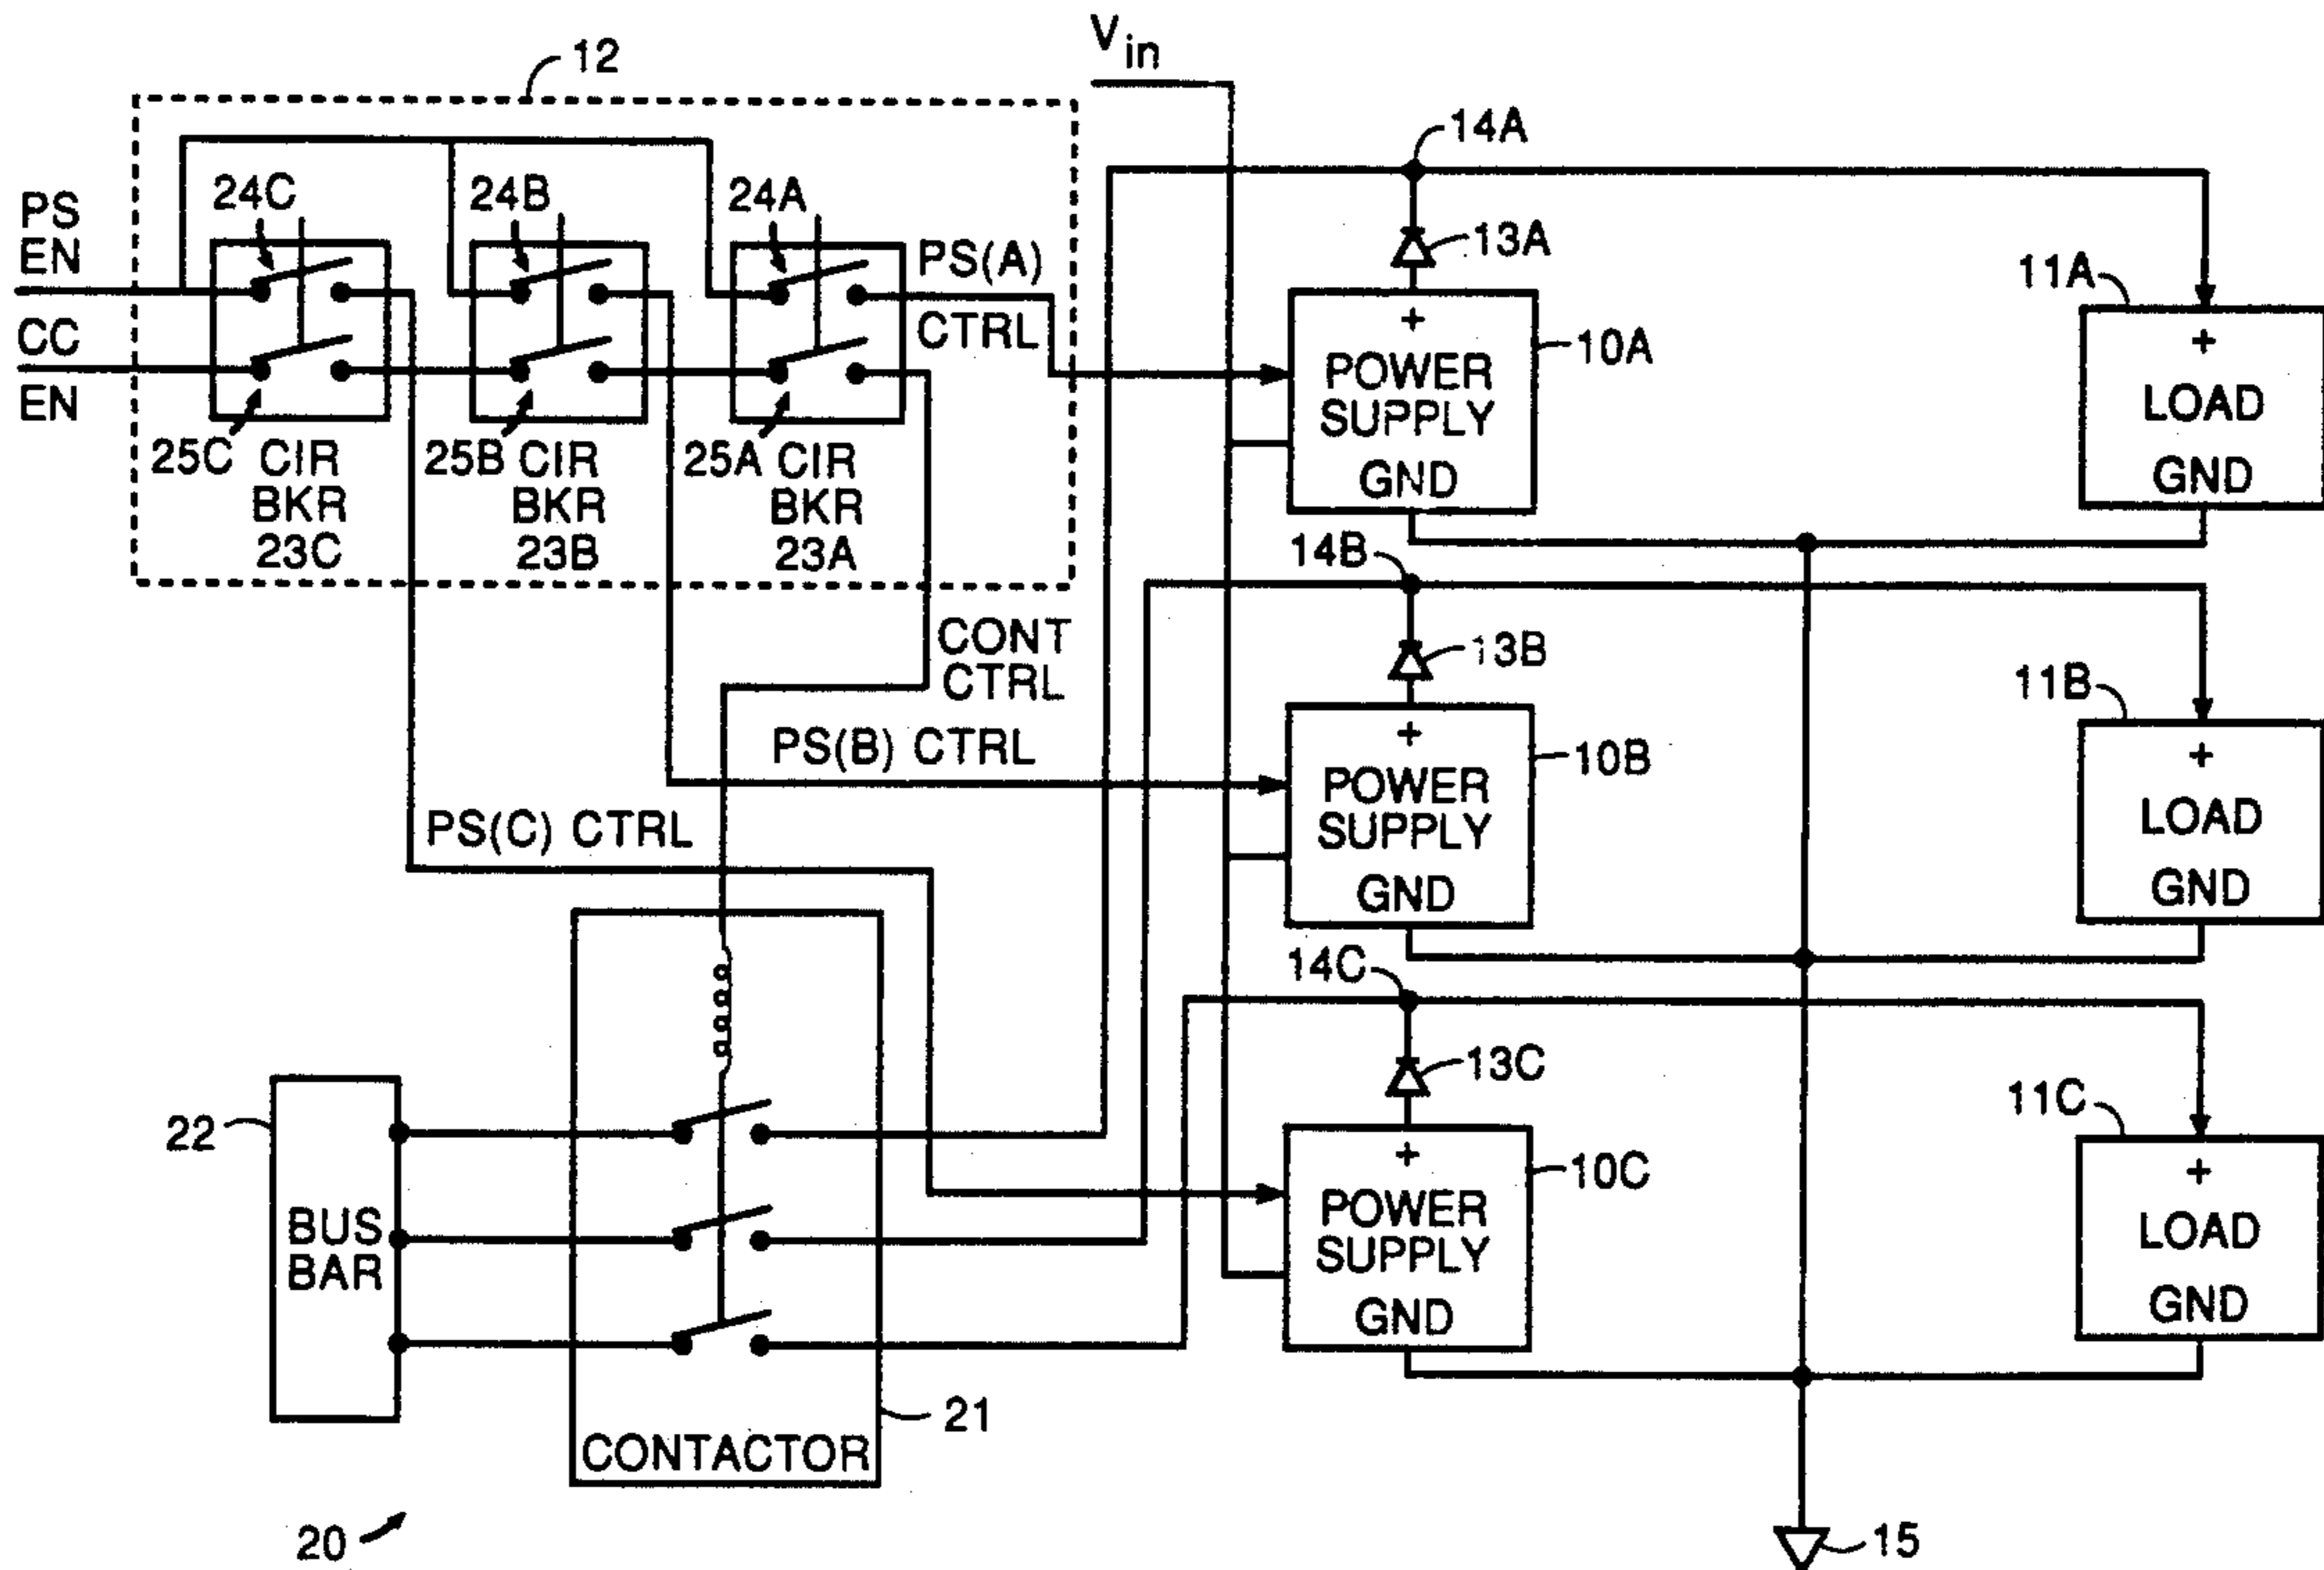 12
Vin
14A
PS
EN
24C
24B
24A
PS(A)
CTRL
13A
11A
CC
EN
+
POWER
SUPPLY
GND
10A
+
LOAD
GND
25C
CIR
BKR
23C
25B
CIR
BKR
23B
25A
CIR
BKR
23A
14B
CONT
CTRL
13B
11B
PS(B) CTRL
+
POWER
SUPPLY
GND
10B
+
LOAD
GND
PS(C) CTRL
14C
13C
11C
22
BUS
BAR
+
POWER
SUPPLY
GND
10C
+
LOAD
GND
21
CONTACTOR
20
15